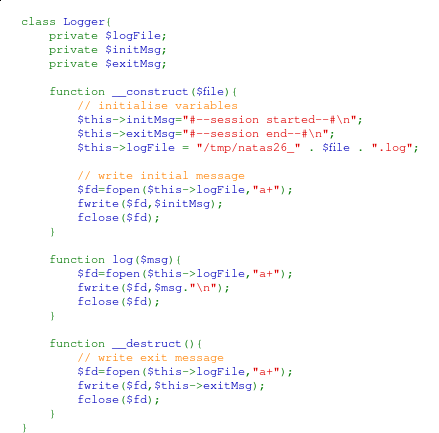 class Logger{
private $logFile;
private $initMsg;
private $exitMsg;
function __construct($file){
// initialise variables
$this->initMsg="#--session started--#\n";
$this->exitMsg="#--session end--#\n";
$this->logFile = "/tmp/natas26_" . $file . ".log";
// write initial message
$fd=fopen($this->logFile,"a+");
fwrite($fd,$initMsg);
fclose($fd);
}
function log($msg){
$fd=fopen($this->logFile,"a+");
fwrite($fd,$msg."\n");
fclose($fd);
}
function __destruct(){
// write exit message
$fd=fopen($this->logFile,"a+");
fwrite($fd,$this->exitMsg);
fclose($fd);
}
}